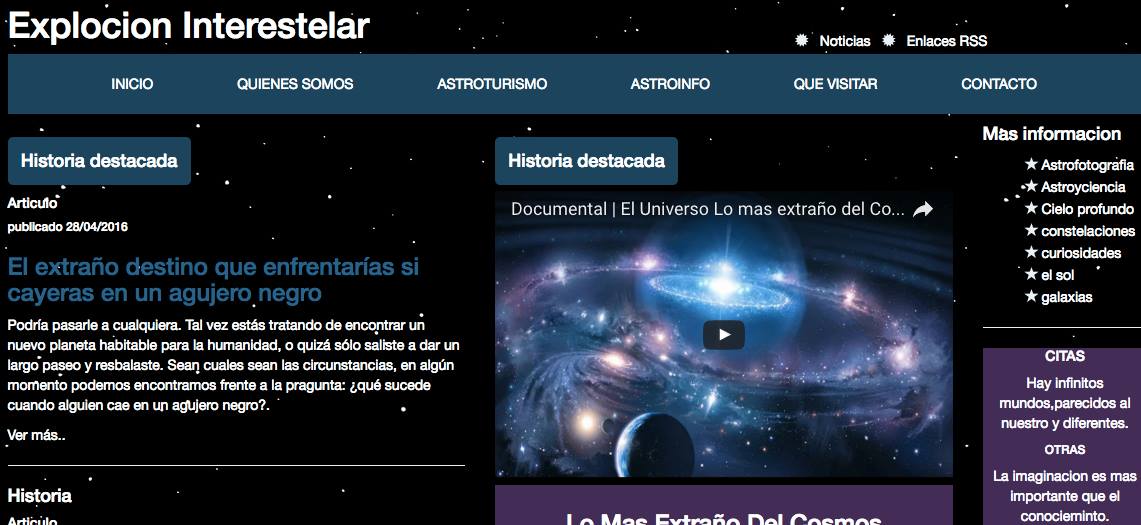 Explocion Interestelar
Noticias
Enlaces RSS
INICIO
QUIENES SOMOS
ASTROTURISMO
ASTROINFO
QUE VISITAR
CONTACTO
Historia destacada
Articulo
publicado 28/04/2016
El extraño destino que enfrentarías si
cayeras en un agujero negro
Podría pasarle a cualquiera. Tal vez estás tratando de encontrar un
nuevo planeta habitable para la humanidad, o quizá sólo saliste a dar un
largo paseo y resbalaste. Sean cuales sean las circunstancias, en algún
momento podemos encontramos frente a la pregunta: ¿qué sucede
cuando alguien cae en un agujero negro?.
Ver más..
Historia
Articulo
Historia destacada
Documental | El Universo Lo mas extraño del Co...
Lo Mas Extraño Del Cosmos
Mas informacion
Astrofotografia
Astroyciencia
Cielo profundo
constelaciones
curiosidades
el sol
galaxias
CITAS
Hay infinitos
mundos,parecidos al
nuestro y diferentes.
OTRAS
La imaginacion es mas
importante que el
conocieminto.